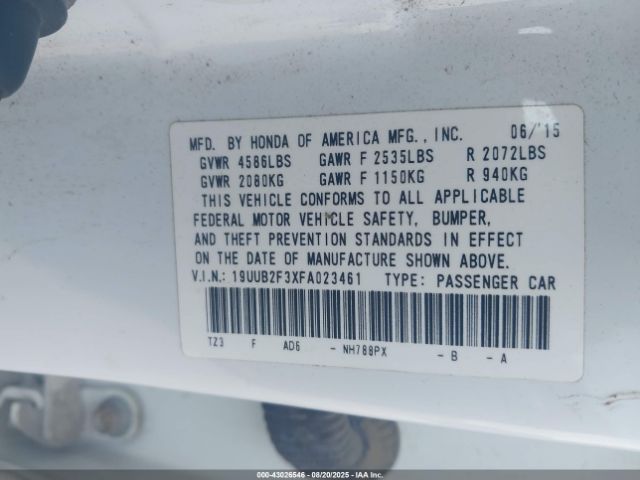 MFD. BY HONDA OF AMERICA MFG., INC. 06/'15
GVWR 4586LBS GAWR F 2535LBS R 2072LBS
GVWR 2080KG GAWR F 1150KG R 940KG
THIS VEHICLE CONFORMS TO ALL APPLICABLE
FEDERAL MOTOR VEHICLE SAFETY, BUMPER,
AND THEFT PREVENTION STANDARDS IN EFFECT
ON THE DATE OF MANUFACTURE SHOWN ABOVE.
V.I.N.: 19UUB2F3XFA023461 TYPE: PASSENGER CAR
TZ3 F AD6 - NH788PX - B - A
000-43026546 - 08/20/2025 - IAAI.COM